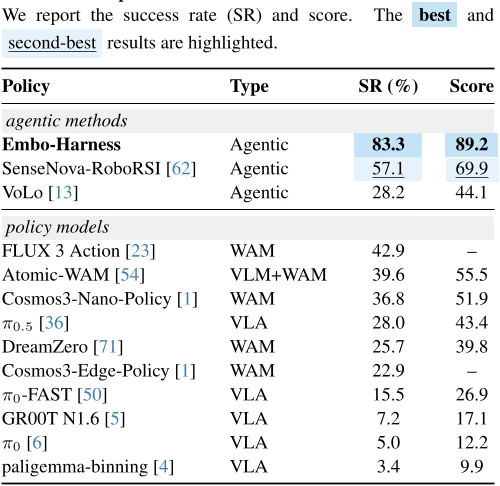 We report the success rate (SR) and score. The best and
second-best results are highlighted.
Policy Type SR (%) Score
agentic methods
Embo-Harness Agentic 83.3 89.2
SenseNova-RoboRSI [62] Agentic 57.1 69.9
VoLo [13] Agentic 28.2 44.1
policy models
FLUX 3 Action [23] WAM 42.9 –
Atomic-WAM [54] VLM+WAM 39.6 55.5
Cosmos3-Nano-Policy [1] WAM 36.8 51.9
π0.5 [36] VLA 28.0 43.4
DreamZero [71] WAM 25.7 39.8
Cosmos3-Edge-Policy [1] WAM 22.9 –
π0-FAST [50] VLA 15.5 26.9
GR00T N1.6 [5] VLA 7.2 17.1
π0 [6] VLA 5.0 12.2
paligemma-binning [4] VLA 3.4 9.9